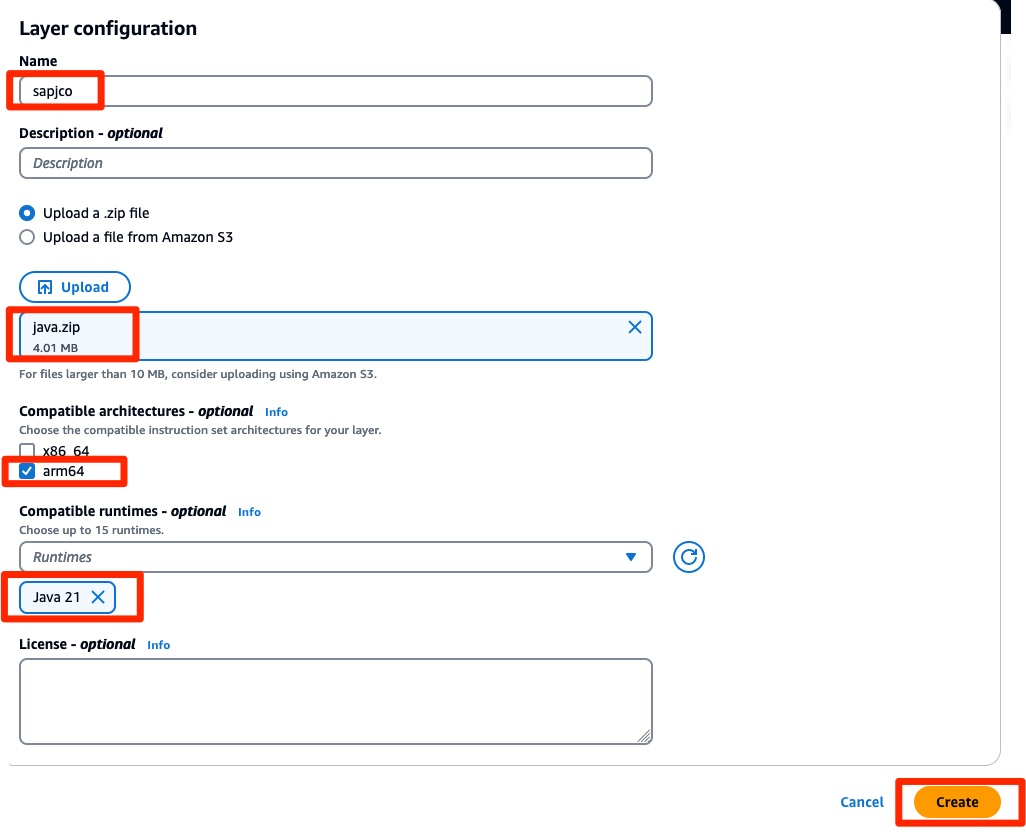 Layer configuration
Name
sapjco
Description - optional
Description
Upload a .zip file
Upload a file from Amazon S3
Upload
java.zip
4.01 MB
For files larger than 10 MB, consider uploading using Amazon S3.
Compatible architectures - optional Info
Choose the compatible instruction set architectures for your layer.
x86_64
arm64
Compatible runtimes - optional Info
Choose up to 15 runtimes.
Runtimes
Java 21
License - optional Info
Cancel Create